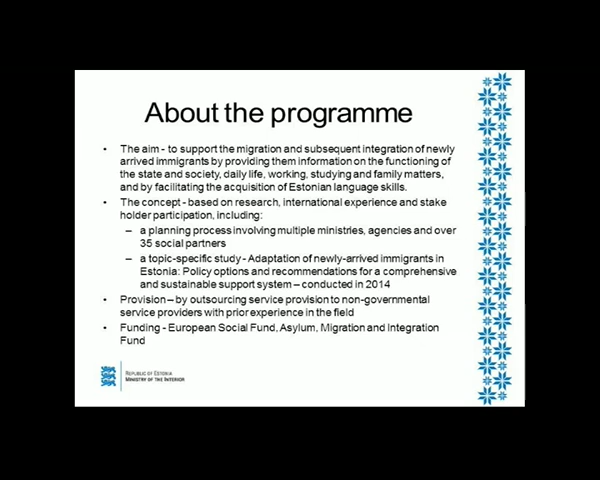 About the programme
• The aim - to support the migration and subsequent integration of newly
arrived immigrants by providing them information on the functioning of
the state and society, daily life, working, studying and family matters,
and by facilitating the acquisition of Estonian language skills.
• The concept - based on research, international experience and stake
holder participation, including:
– a planning process involving multiple ministries, agencies and over
35 social partners
– a topic-specific study - Adaptation of newly-arrived immigrants in
Estonia: Policy options and recommendations for a comprehensive
and sustainable support system – conducted in 2014
• Provision – by outsourcing service provision to non-governmental
service providers with prior experience in the field
• Funding - European Social Fund, Asylum, Migration and Integration
Fund
REPUBLIC OF ESTONIA
MINISTRY OF THE INTERIOR